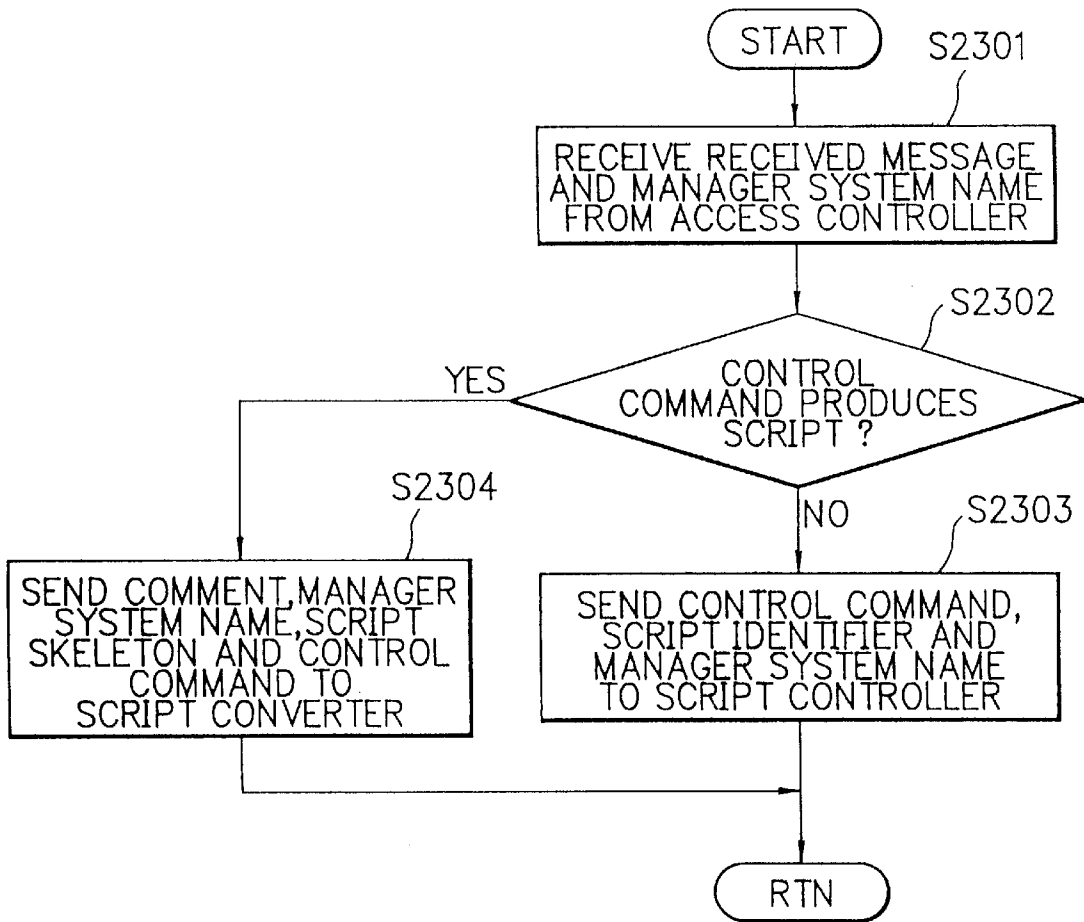 START
S2301
RECEIVE RECEIVED MESSAGE
AND MANAGER SYSTEM NAME
FROM ACCESS CONTROLLER
S2302
CONTROL
COMMAND PRODUCES
SCRIPT ?
YES
NO
S2304
SEND COMMENT,MANAGER
SYSTEM NAME,SCRIPT
SKELETON AND CONTROL
COMMAND TO
SCRIPT CONVERTER
S2303
SEND CONTROL COMMAND,
SCRIPT IDENTIFIER AND
MANAGER SYSTEM NAME
TO SCRIPT CONTROLLER
RTN